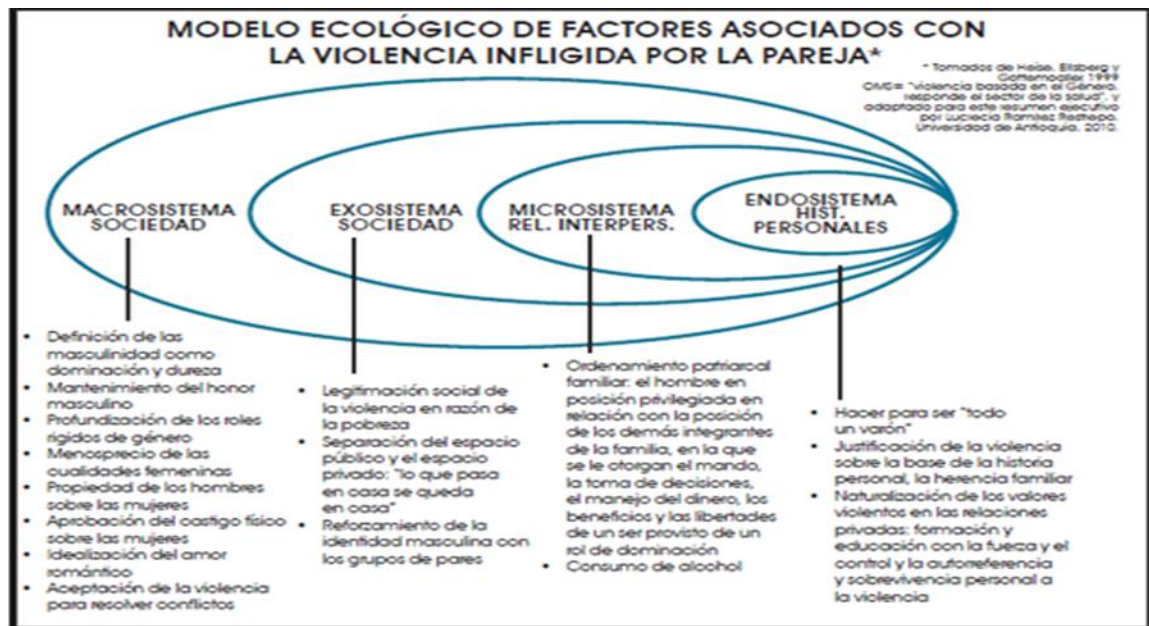 MODELO ECOLÓGICO DE FACTORES ASOCIADOS CON
LA VIOLENCIA INFLIGIDA POR LA PAREJA*
* Tomados de Heise, Ellsberg y
Gottemoeller 1999
OMS= "violencia basada en el Género,
responde el sector de la salud", y
adaptado para este resumen ejecutivo
por Lucrecia Ramírez Restrepo.
Universidad de Antioquia, 2010.
MACROSISTEMA
SOCIEDAD
EXOSISTEMA
SOCIEDAD
MICROSISTEMA
REL. INTERPERS.
ENDOSISTEMA
HIST.
PERSONALES
• Definición de las
masculinidad como
dominación y dureza
• Mantenimiento del honor
masculino
• Profundización de los roles
rígidos de género
• Menosprecio de las
cualidades femeninas
• Propiedad de los hombres
sobre las mujeres
• Aprobación del castigo físico
sobre las mujeres
• Idealización del amor
romántico
• Aceptación de la violencia
para resolver conflictos
• Legitimación social de
la violencia en razón de
la pobreza
• Separación del espacio
público y el espacio
privado: "lo que pasa
en casa se queda
en casa"
• Reforzamiento de la
identidad masculina con
los grupos de pares
• Ordenamiento patriarcal
familiar: el hombre en
posición privilegiada en
relación con la posición
de los demás integrantes
de la familia, en la que
se le otorgan el mando,
la toma de decisiones,
el manejo del dinero, los
beneficios y las libertades
de un ser provisto de un
rol de dominación
• Consumo de alcohol
• Hacer para ser "todo
un varón"
• Justificación de la violencia
sobre la base de la historia
personal, la herencia familiar
• Naturalización de los valores
violentos en las relaciones
privadas: formación y
educación con la fuerza y el
control y la autorreferencia
y sobrevivencia personal a
la violencia